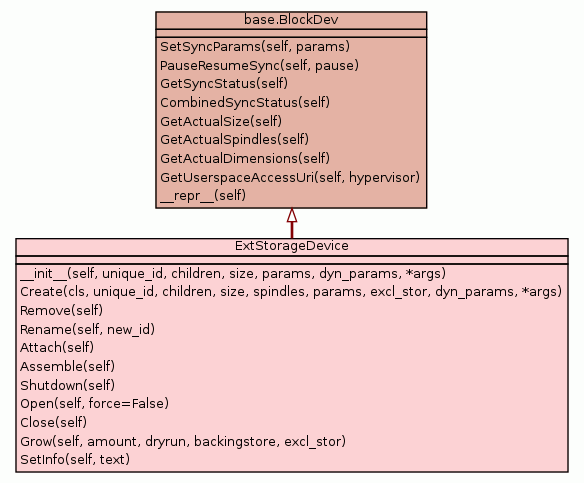 base.BlockDev
SetSyncParams(self, params)
PauseResumeSync(self, pause)
GetSyncStatus(self)
CombinedSyncStatus(self)
GetActualSize(self)
GetActualSpindles(self)
GetActualDimensions(self)
GetUserspaceAccessUri(self, hypervisor)
__repr__(self)
ExtStorageDevice
__init__(self, unique_id, children, size, params, dyn_params, *args)
Create(cls, unique_id, children, size, spindles, params, excl_stor, dyn_params, *args)
Remove(self)
Rename(self, new_id)
Attach(self)
Assemble(self)
Shutdown(self)
Open(self, force=False)
Close(self)
Grow(self, amount, dryrun, backingstore, excl_stor)
SetInfo(self, text)